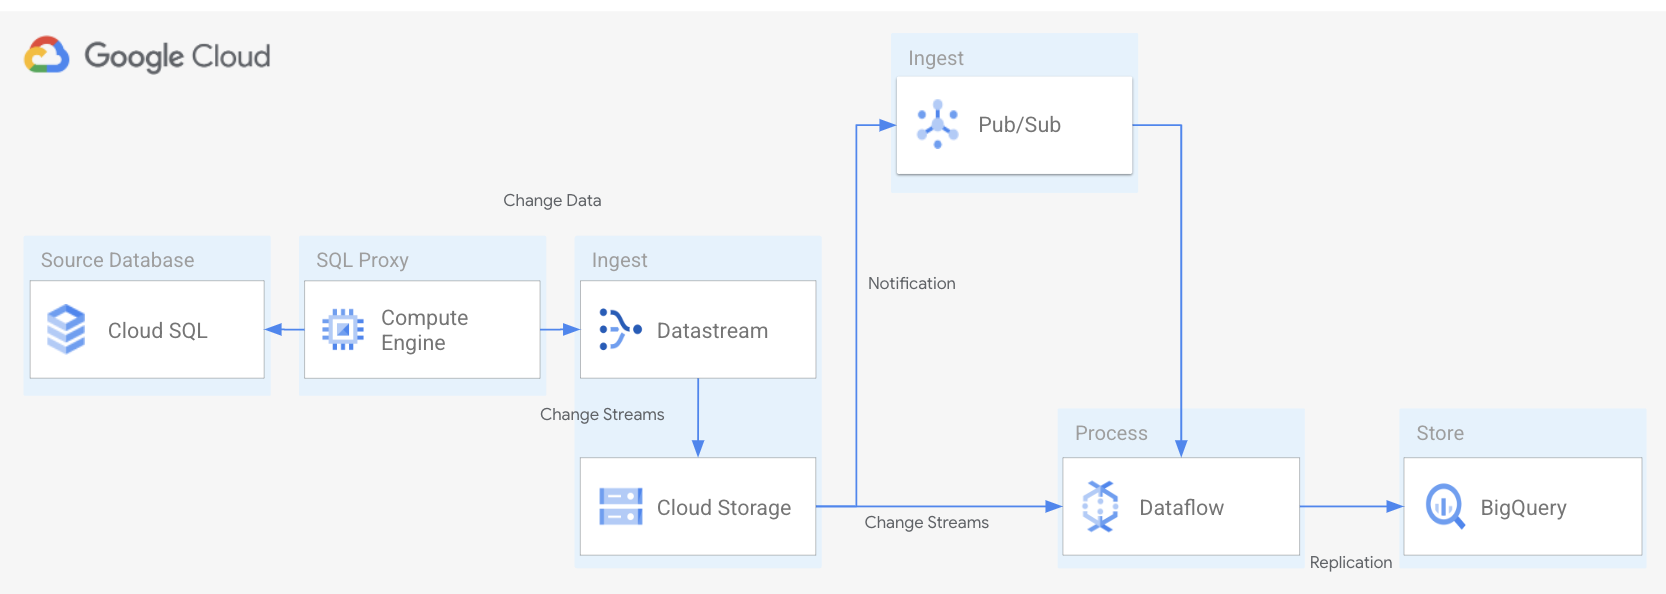 Google Cloud
Ingest
Pub/Sub
Change Data
Source Database
Cloud SQL
SQL Proxy
Compute
Engine
Ingest
Datastream
Notification
Change Streams
Cloud Storage
Change Streams
Process
Dataflow
Replication
Store
BigQuery